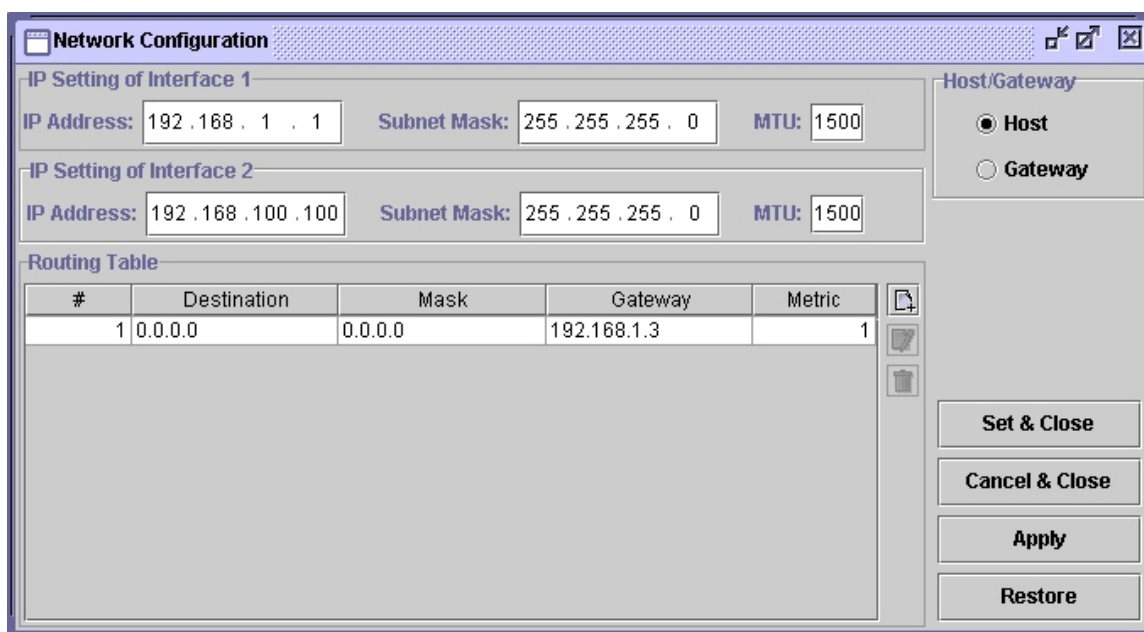 Network Configuration
IP Setting of Interface 1
IP Address: 192 . 168 . 1 . 1 Subnet Mask: 255 . 255 . 255 . 0 MTU: 1500
IP Setting of Interface 2
IP Address: 192 . 168 . 100 . 100 Subnet Mask: 255 . 255 . 255 . 0 MTU: 1500
Host/Gateway
Host
Gateway
Routing Table
# Destination Mask Gateway Metric
1 0.0.0.0 0.0.0.0 192.168.1.3 1
Set & Close
Cancel & Close
Apply
Restore